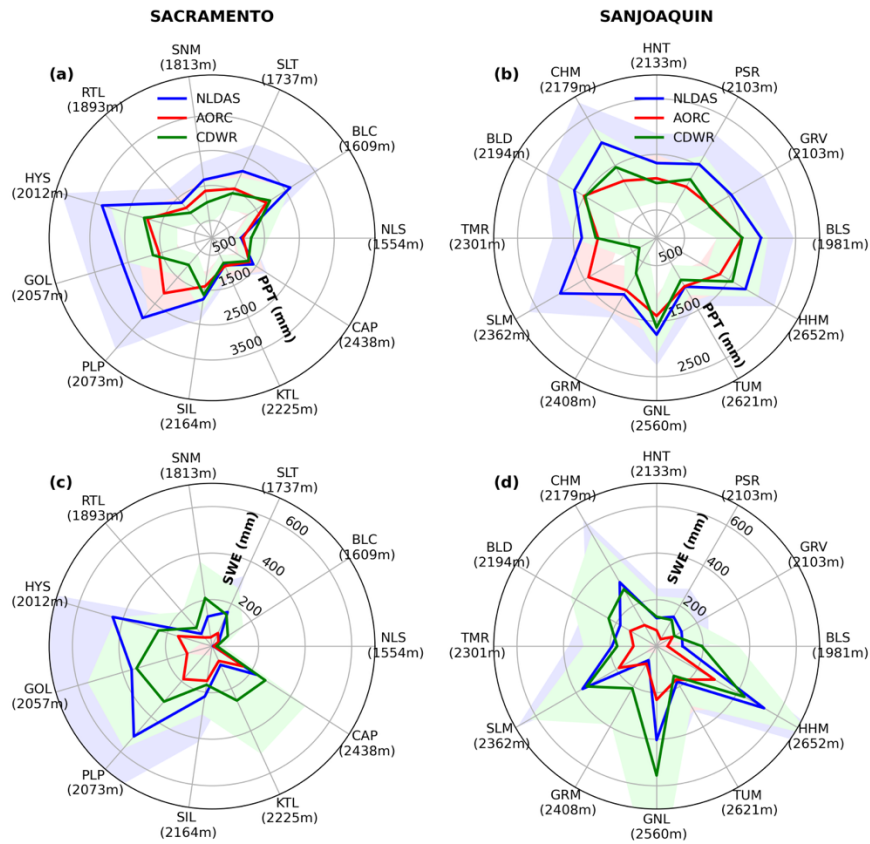 SACRAMENTO
SANJOAQUIN
(a)
SNM
(1813m)
SLT
(1737m)
RTL
(1893m)
BLC
(1609m)
HYS
(2012m)
NLS
(1554m)
GOL
(2057m)
CAP
(2438m)
PLP
(2073m)
KTL
(2225m)
SIL
(2164m)
NLDAS
AORC
CDWR
500
1500
2500
3500
PPT (mm)
(b)
HNT
(2133m)
CHM
(2179m)
PSR
(2103m)
BLD
(2194m)
GRV
(2103m)
TMR
(2301m)
BLS
(1981m)
SLM
(2362m)
HHM
(2652m)
GRM
(2408m)
TUM
(2621m)
GNL
(2560m)
NLDAS
AORC
CDWR
500
1500
2500
PPT (mm)
(c)
SNM
(1813m)
SLT
(1737m)
RTL
(1893m)
BLC
(1609m)
HYS
(2012m)
NLS
(1554m)
GOL
(2057m)
CAP
(2438m)
PLP
(2073m)
KTL
(2225m)
SIL
(2164m)
SWE (mm)
600
400
200
(d)
HNT
(2133m)
CHM
(2179m)
PSR
(2103m)
BLD
(2194m)
GRV
(2103m)
TMR
(2301m)
BLS
(1981m)
SLM
(2362m)
HHM
(2652m)
GRM
(2408m)
TUM
(2621m)
GNL
(2560m)
SWE (mm)
600
400
200